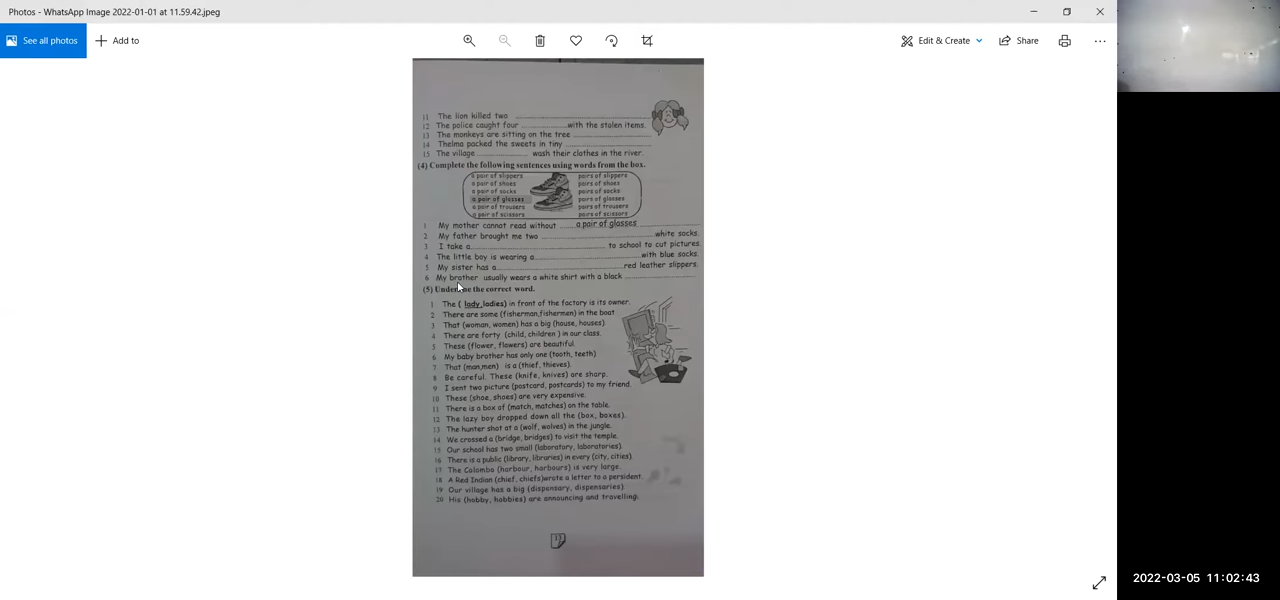 Photos - WhatsApp Image 2022-01-01 at 11.59.42.jpeg
See all photos
Add to
Edit & Create
Share
11 The lion killed two
12 The police caught four ............ with the stolen items.
13 The monkeys are sitting on the tree ............
14 Thelma packed the sweets in tiny ............
15 The village ............ wash their clothes in the river.
(4) Complete the following sentences using words from the box.
a pair of slippers pairs of slippers
a pair of shoes pairs of shoes
a pair of socks pairs of socks
a pair of glasses pairs of glasses
a pair of trousers pairs of trousers
a pair of scissors pairs of scissors
1 My mother cannot read without ......a pair of glasses............
2 My father brought me two ............ white socks.
3 I take a............ to school to cut pictures.
4 The little boy is wearing a............with blue socks.
5 My sister has a............red leather slippers.
6 My brother usually wears a white shirt with a black ............
(5) Underline the correct word.
1 The ( lady,ladies) in front of the factory is its owner.
2 There are some (fisherman,fishermen) in the boat
3 That (woman, women) has a big (house, houses).
4 There are forty (child, children ) in our class.
5 These (flower, flowers) are beautiful.
6 My baby brother has only one (tooth, teeth)
7 That (man,men) is a (thief, thieves).
8 Be careful. These (knife, knives) are sharp.
9 I sent two picture (postcard, postcards) to my friend.
10 These (shoe, shoes) are very expensive.
11 There is a box of (match, matches) on the table.
12 The lazy boy dropped down all the (box, boxes).
13 The hunter shot at a (wolf, wolves) in the jungle.
14 We crossed a (bridge, bridges) to visit the temple.
15 Our school has two small (laboratory, laboratories).
16 There is a public (library, libraries) in every (city, cities)
17 The Colombo (harbour, harbours) is very large.
18 A Red Indian (chief, chiefs)wrote a letter to a persident.
19 Our village has a big (dispensary, dispensaries).
20 His (hobby, hobbies) are announcing and travelling.
2022-03-05 11:02:43